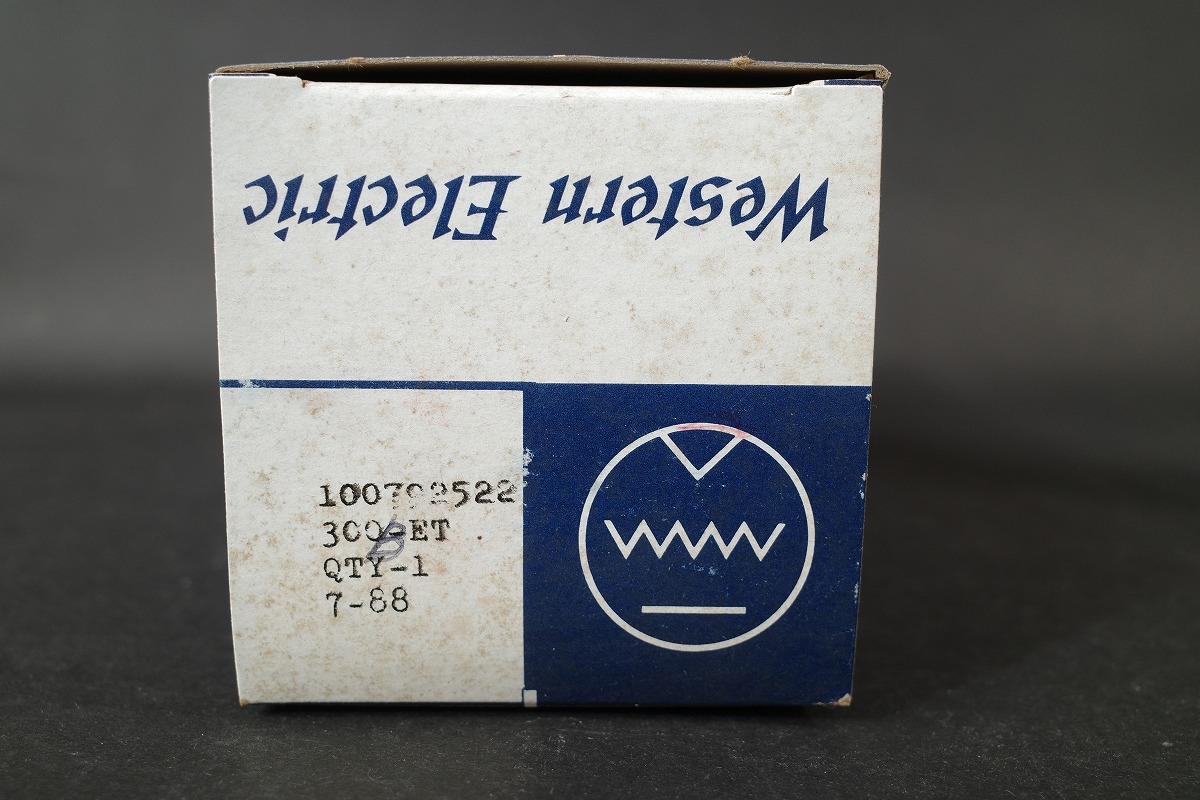 Western Electric
100792522
300-ET
B
QTY-1
7-88